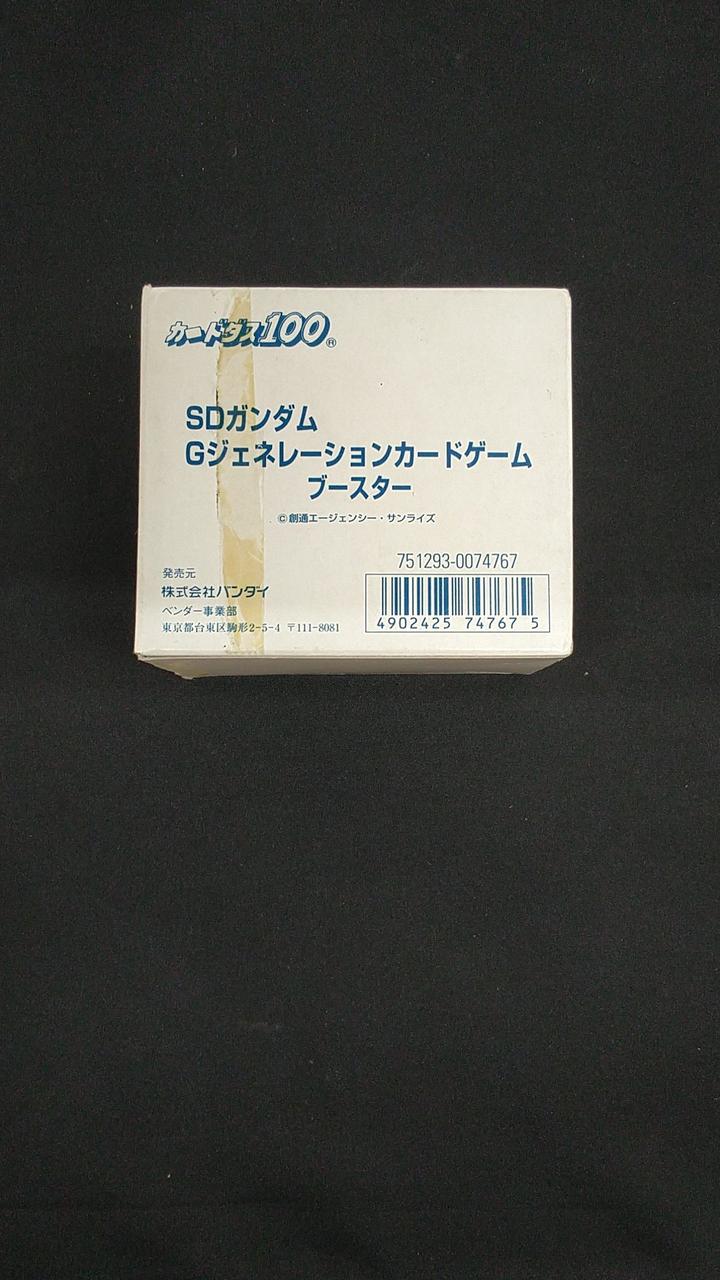 カードダス100®
SDガンダム
Gジェネレーションカードゲーム
ブースター
©創通エージェンシー・サンライズ
751293-0074767
4902425 74767 5
発売元
株式会社バンダイ
ベンダー事業部
東京都台東区駒形2-5-4 〒111-8081